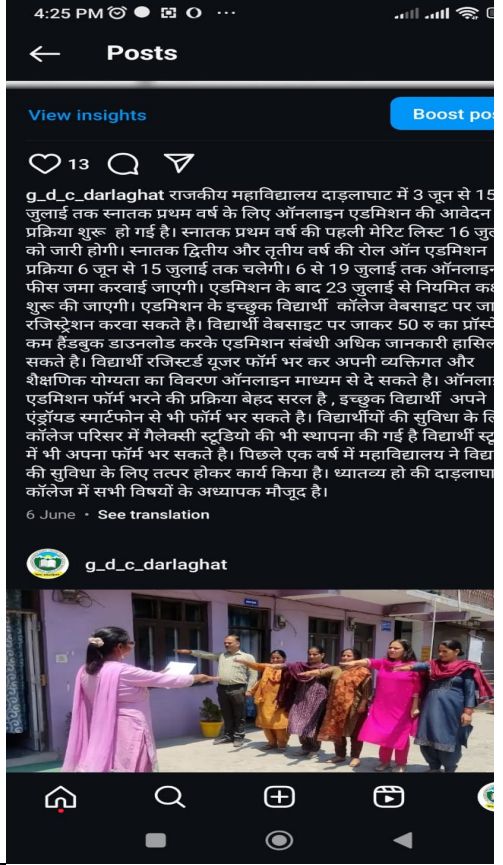 4:25 PM
Posts
View insights
Boost pos
13
g_d_c_darlaghat राजकीय महाविद्यालय दाड़लाघाट में 3 जून से 15
जुलाई तक स्नातक प्रथम वर्ष के लिए ऑनलाइन एडमिशन की आवेदन
प्रक्रिया शुरू हो गई है। स्नातक प्रथम वर्ष की पहली मेरिट लिस्ट 16 जु
को जारी होगी। स्नातक द्वितीय और तृतीय वर्ष की रोल ऑन एडमिशन
प्रक्रिया 6 जून से 15 जुलाई तक चलेगी। 6 से 19 जुलाई तक ऑनलाइन
फीस जमा करवाई जाएगी। एडमिशन के बाद 23 जुलाई से नियमित कक्ष
शुरू की जाएगी। एडमिशन के इच्छुक विद्यार्थी कॉलेज वेबसाइट पर जा
रजिस्ट्रेशन करवा सकते है। विद्यार्थी वेबसाइट पर जाकर 50 रु का प्रॉस्पे
कम हैंडबुक डाउनलोड करके एडमिशन संबंधी अधिक जानकारी हासिल
सकते है। विद्यार्थी रजिस्टर्ड यूजर फॉर्म भर कर अपनी व्यक्तिगत और
शैक्षणिक योग्यता का विवरण ऑनलाइन माध्यम से दे सकते है। ऑनला
एडमिशन फॉर्म भरने की प्रक्रिया बेहद सरल है , इच्छुक विद्यार्थी अपने
एंड्रॉयड स्मार्टफोन से भी फॉर्म भर सकते है। विद्यार्थीयों की सुविधा के लि
कॉलेज परिसर में गैलेक्सी स्टूडियो की भी स्थापना की गई है विद्यार्थी स्टू
में भी अपना फॉर्म भर सकते है। पिछले एक वर्ष में महाविद्यालय ने विद्या
की सुविधा के लिए तत्पर होकर कार्य किया है। ध्यातव्य हो की दाड़लाघा
कॉलेज में सभी विषयों के अध्यापक मौजूद है।
6 June • See translation
g_d_c_darlaghat